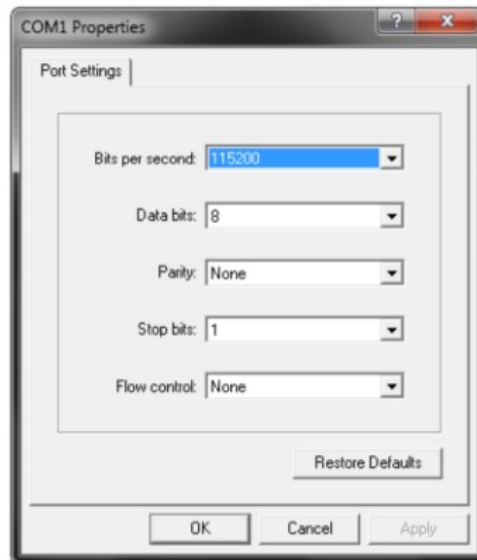 COM1 Properties
Port Settings
Bits per second: 115200
Data bits: 8
Parity: None
Stop bits: 1
Flow control: None
Restore Defaults
OK Cancel Apply